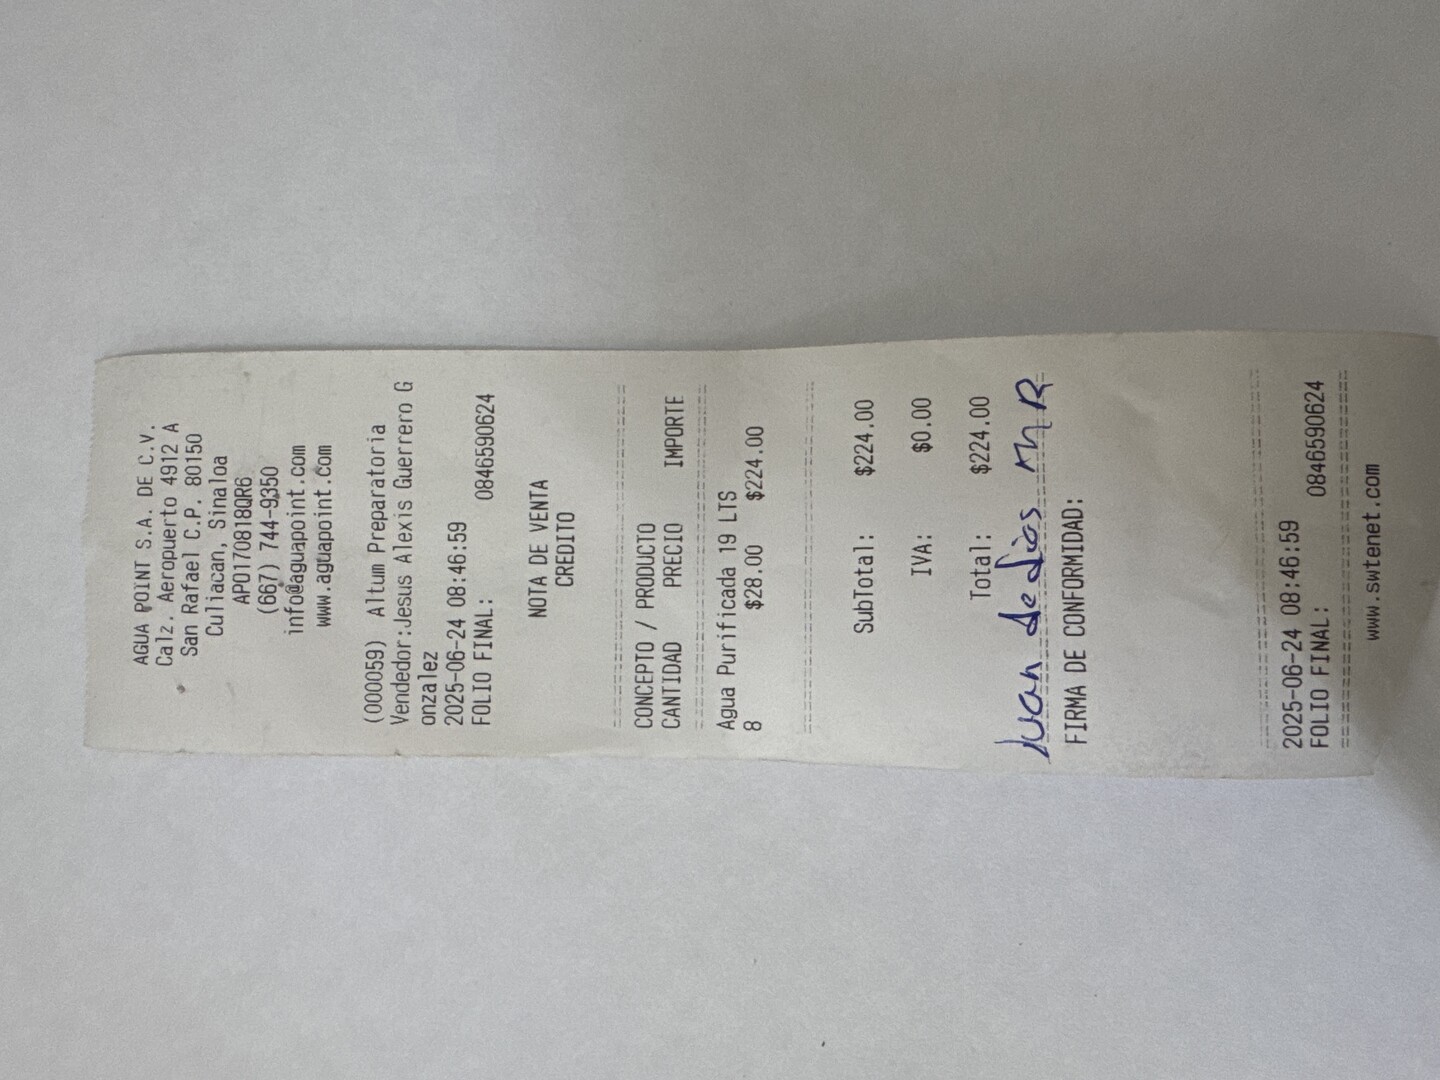 AGUA POINT S.A. DE C.V.
Calz. Aeropuerto 4912 A
San Rafael C.P. 80150
Culiacan, Sinaloa
APO170818QR6
(667) 744-9350
info@aguapoint.com
www.aguapoint.com
(000059) Altum Preparatoria
Vendedor:Jesus Alexis Guerrero G
onzalez
2025-06-24 08:46:59
FOLIO FINAL: 0846590624
NOTA DE VENTA
CREDITO
================================
CONCEPTO / PRODUCTO
CANTIDAD PRECIO IMPORTE
================================
Agua Purificada 19 LTS
8 $28.00 $224.00
================================
SubTotal: $224.00
IVA: $0.00
Total: $224.00
Juan de Dios M R
FIRMA DE CONFORMIDAD:
================================
2025-06-24 08:46:59
FOLIO FINAL: 0846590624
================================
www.swtenet.com